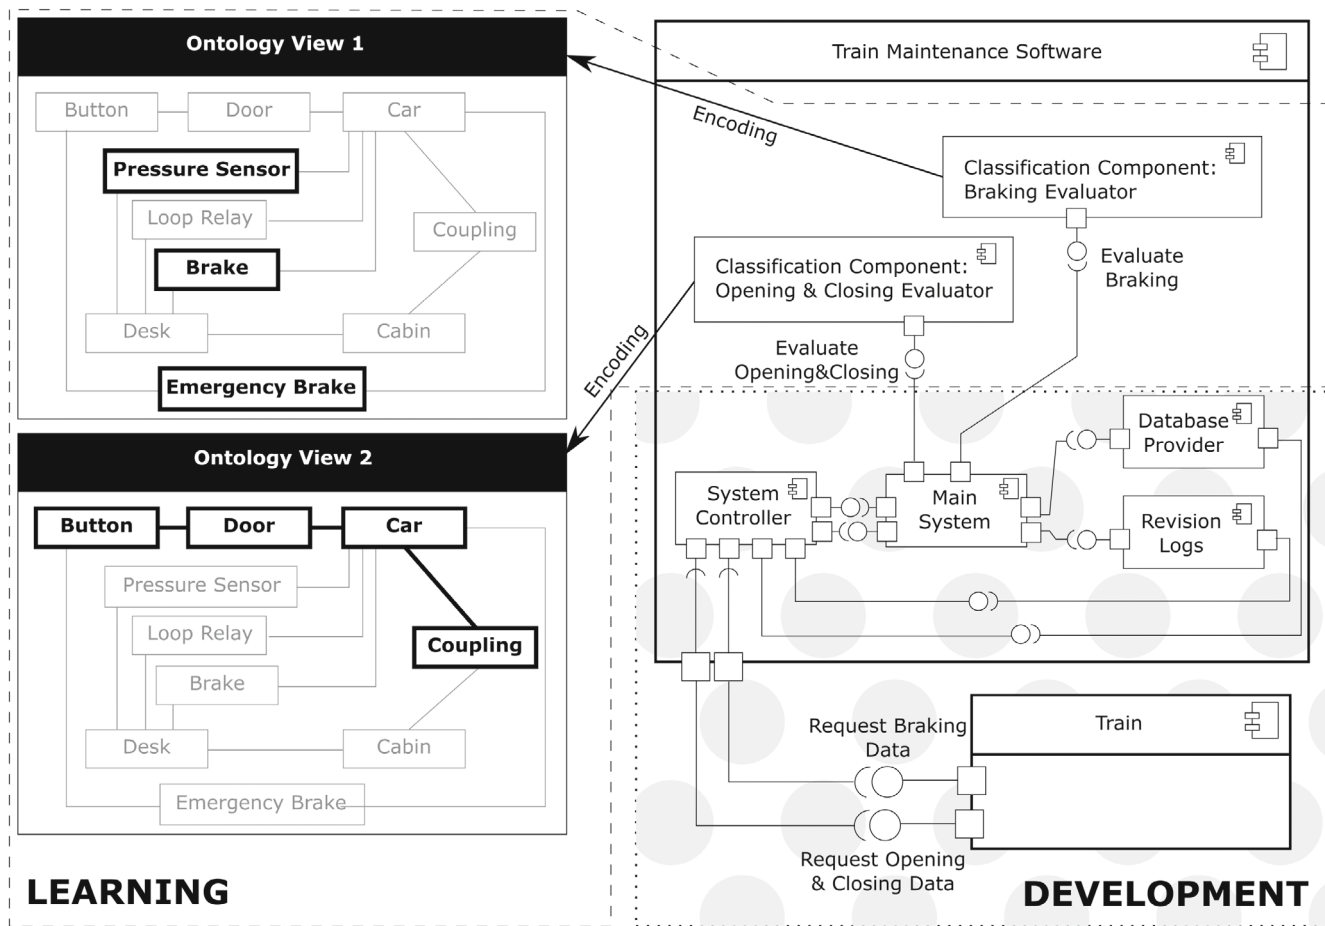 Ontology View 1
Button
Door
Car
Pressure Sensor
Loop Relay
Coupling
Brake
Desk
Cabin
Emergency Brake
Ontology View 2
Button
Door
Car
Pressure Sensor
Loop Relay
Coupling
Brake
Desk
Cabin
Emergency Brake
LEARNING
Encoding
Encoding
Train Maintenance Software
Classification Component:
Braking Evaluator
Evaluate
Braking
Classification Component:
Opening & Closing Evaluator
Evaluate
Opening&Closing
Database
Provider
System
Controller
Main
System
Revision
Logs
Request Braking
Data
Train
Request Opening
& Closing Data
DEVELOPMENT